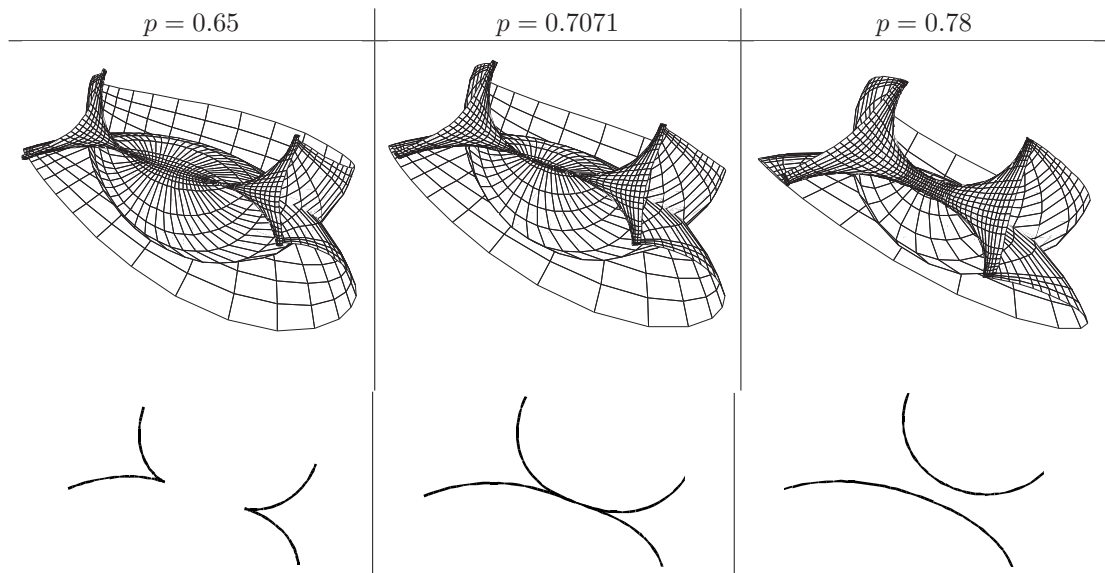 p = 0.65
p = 0.7071
p = 0.78